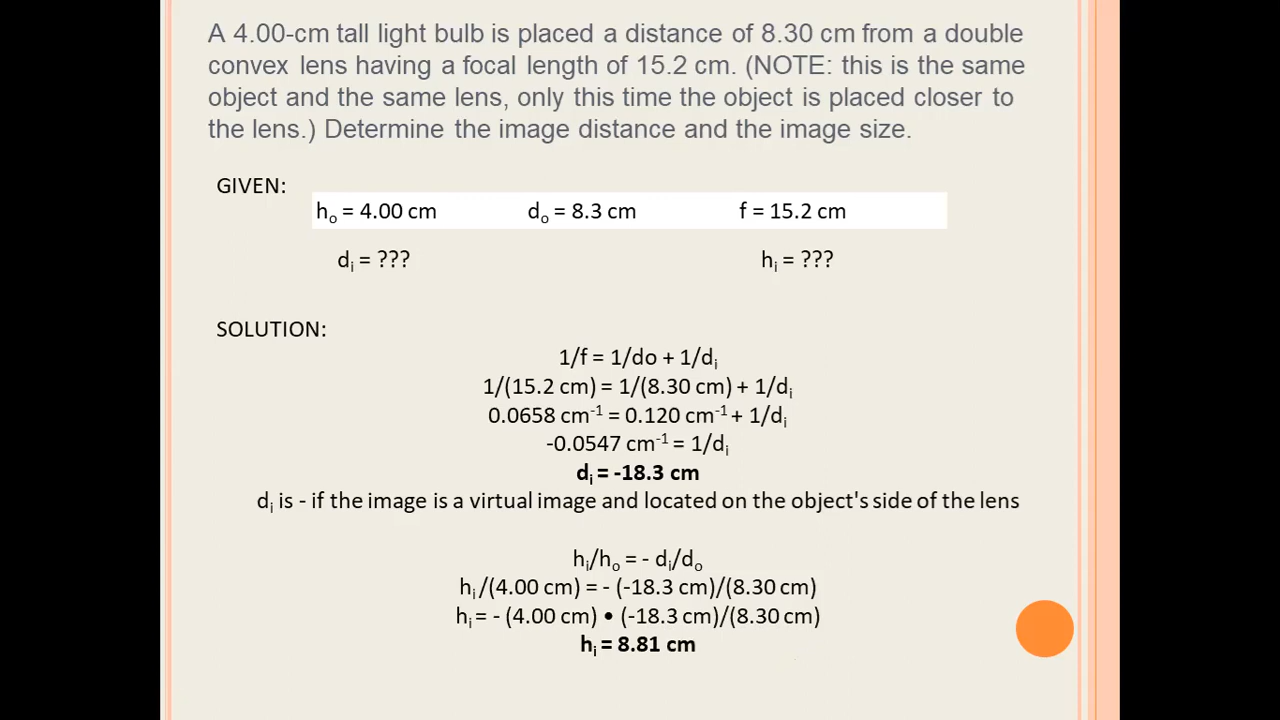 A 4.00-cm tall light bulb is placed a distance of 8.30 cm from a double
convex lens having a focal length of 15.2 cm. (NOTE: this is the same
object and the same lens, only this time the object is placed closer to
the lens.) Determine the image distance and the image size.
GIVEN:
hₒ = 4.00 cm dₒ = 8.3 cm f = 15.2 cm
dᵢ = ??? hᵢ = ???
SOLUTION:
1/f = 1/do + 1/dᵢ
1/(15.2 cm) = 1/(8.30 cm) + 1/dᵢ
0.0658 cm⁻¹ = 0.120 cm⁻¹ + 1/dᵢ
-0.0547 cm⁻¹ = 1/dᵢ
dᵢ = -18.3 cm
dᵢ is - if the image is a virtual image and located on the object's side of the lens
hᵢ/hₒ = - dᵢ/dₒ
hᵢ /(4.00 cm) = - (-18.3 cm)/(8.30 cm)
hᵢ = - (4.00 cm) • (-18.3 cm)/(8.30 cm)
hᵢ = 8.81 cm